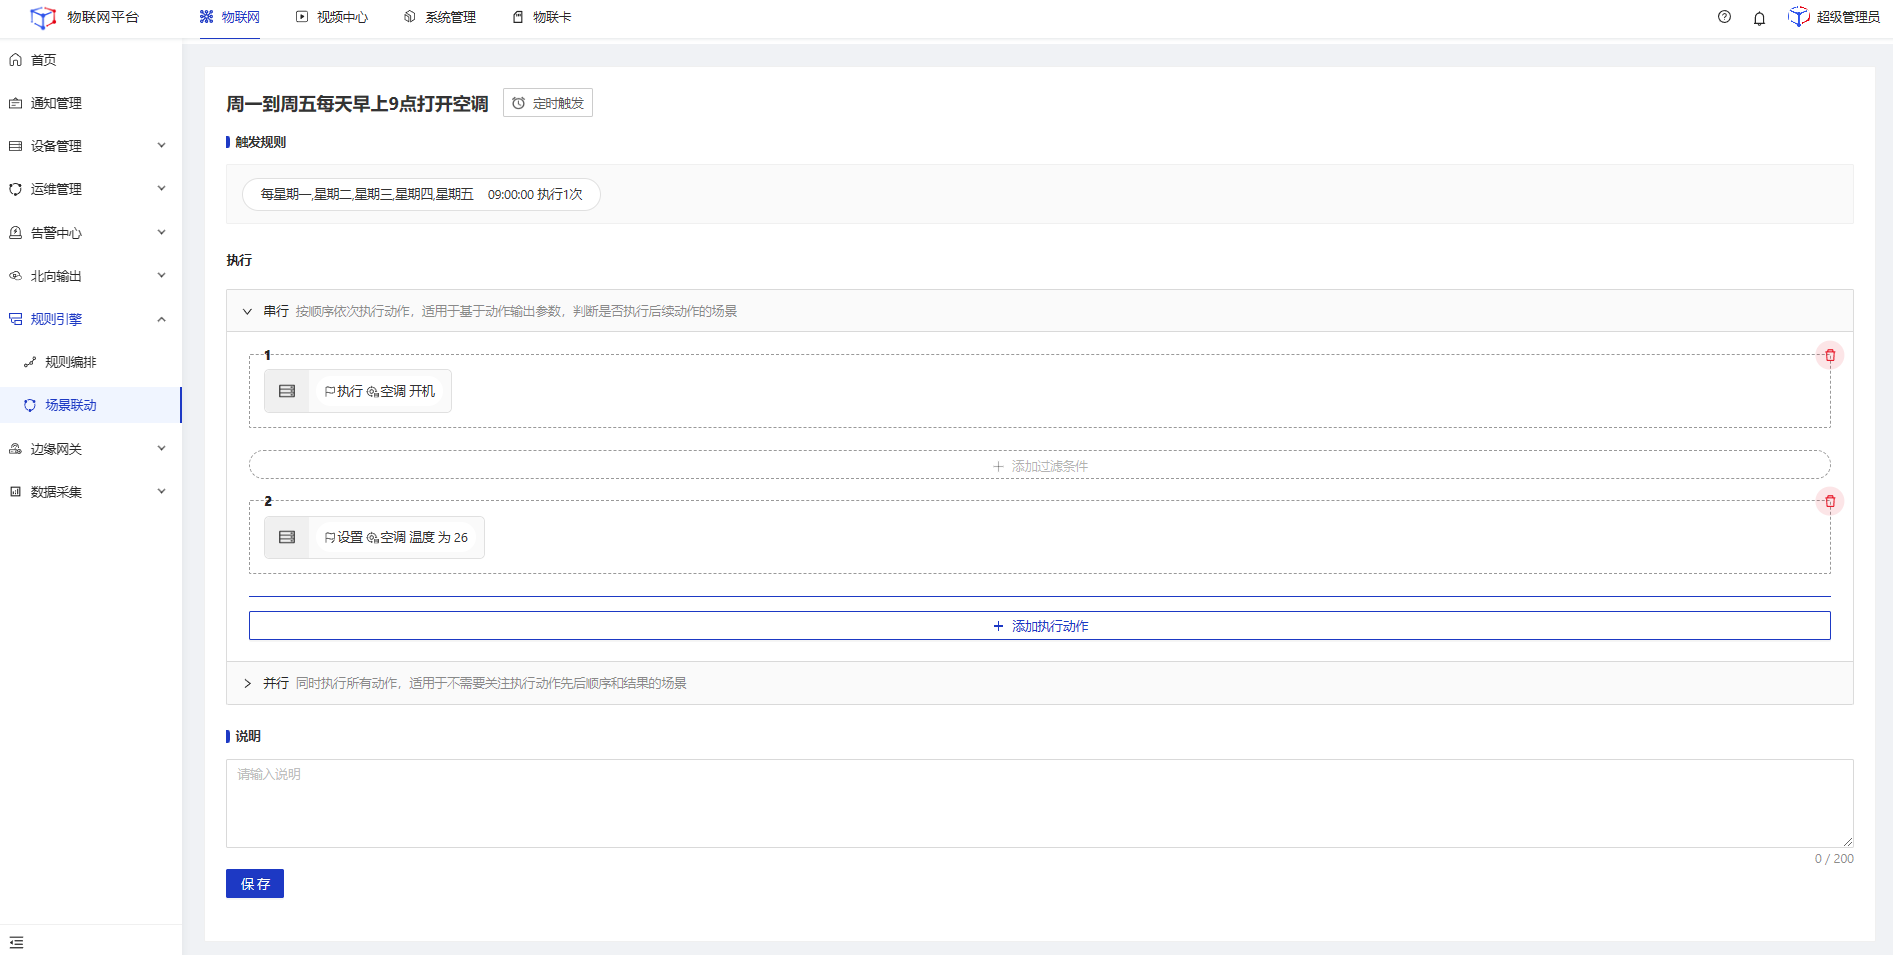 物联网平台
物联网
视频中心
系统管理
物联卡
超级管理员
首页
通知管理
设备管理
运维管理
告警中心
北向输出
规则引擎
规则编排
场景联动
边缘网关
数据采集
周一到周五每天早上9点打开空调
定时触发
触发规则
每星期一,星期二,星期三,星期四,星期五 09:00:00 执行1次
执行
串行 按顺序依次执行动作，适用于基于动作输出参数，判断是否执行后续动作的场景
1
执行 空调 开机
添加过滤条件
2
设置 空调 温度 为 26
添加执行动作
并行 同时执行所有动作，适用于不需要关注执行动作先后顺序和结果的场景
说明
请输入说明
0 / 200
保存